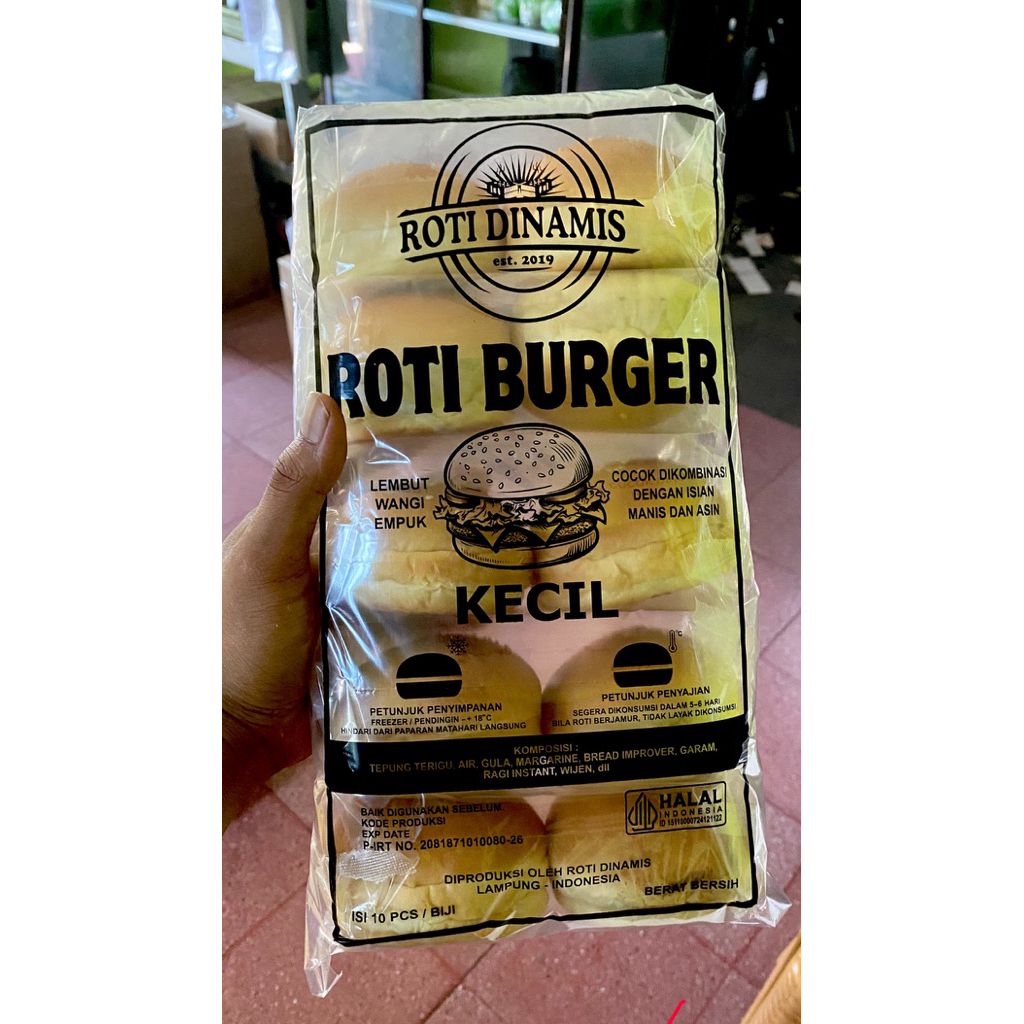 ROTI DINAMIS
est. 2019
ROTI BURGER
LEMBUT
WANGI
EMPUK
COCOK DIKOMBINASI
DENGAN ISIAN
MANIS DAN ASIN
KECIL
°C
PETUNJUK PENYIMPANAN
FREEZER / PENDINGIN -+ 18°C
HINDARI DARI PAPARAN MATAHARI LANGSUNG
PETUNJUK PENYAJIAN
SEGERA DIKONSUMSI DALAM 5-6 HARI
BILA ROTI BERJAMUR, TIDAK LAYAK DIKONSUMSI
KOMPOSISI :
TEPUNG TERIGU, AIR, GULA, MARGARINE, BREAD IMPROVER, GARAM,
RAGI INSTANT, WIJEN, dll
BAIK DIGUNAKAN SEBELUM.
KODE PRODUKSI
EXP DATE
P-IRT NO. 2081871010080-26
HALAL
INDONESIA
ID 18110000724121122
DIPRODUKSI OLEH ROTI DINAMIS
LAMPUNG - INDONESIA
BERAT BERSIH
ISI 10 PCS / BIJI